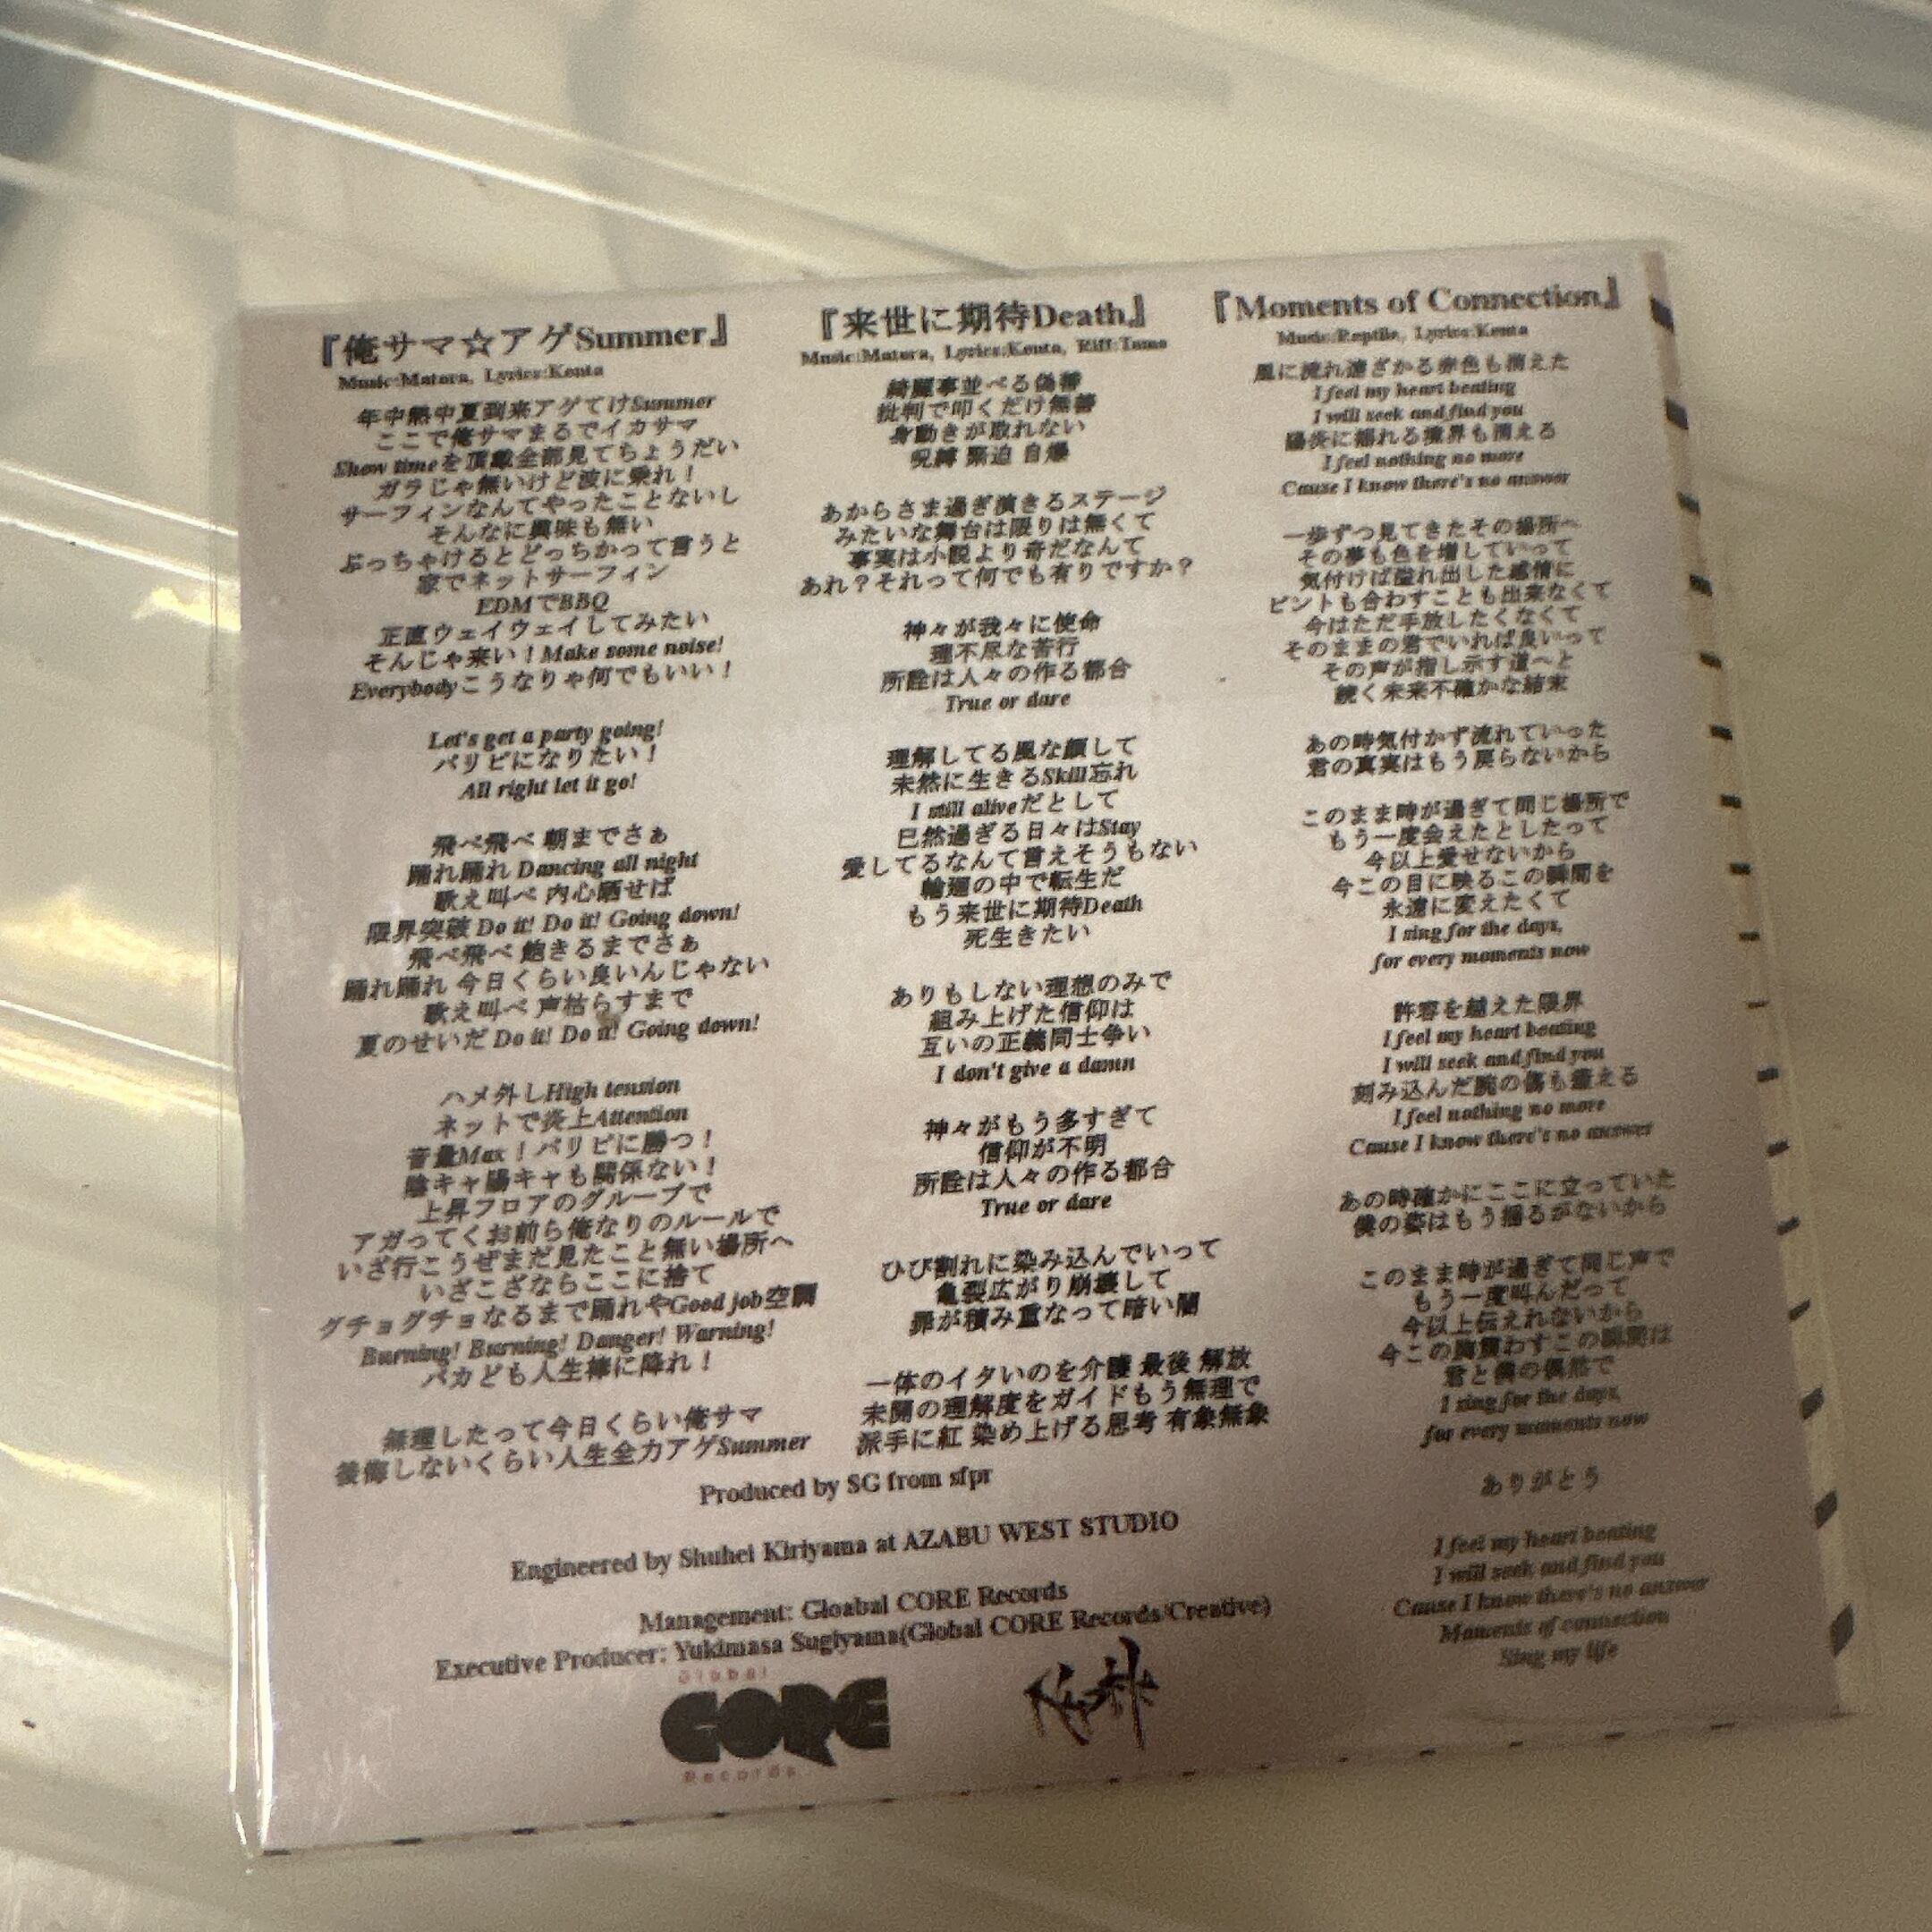 『俺サマ☆アゲSummer』
Music:Matora, Lyrics:Kenta
年中熱中夏到来アゲてけSummer
ここで俺サマまるでイカサマ
Show timeを頂戴全部見てちょうだい
ガラじゃ無いけど波に乗れ！
サーフィンなんてやったことないし
そんなに興味も無い
ぶっちゃけるとどっちかって言うと
家でネットサーフィン
EDMでBBQ
正直ウェイウェイしてみたい
そんじゃ来い！Make some noise!
Everybodyこうなりゃ何でもいい！
Let's get a party going!
パリピになりたい！
All right let it go!
飛べ飛べ 朝までさぁ
踊れ踊れ Dancing all night
歌え叫べ 内心晒せば
限界突破 Do it! Do it! Going down!
飛べ飛べ 飽きるまでさぁ
踊れ踊れ 今日くらい良いんじゃない
歌え叫べ 声枯らすまで
夏のせいだ Do it! Do it! Going down!
ハメ外しHigh tension
ネットで炎上Attention
音量Max！パリピに勝つ！
陰キャ陽キャも関係ない！
上昇フロアのグルーブで
アガってくお前ら俺なりのルールで
いざ行こうぜまだ見たこと無い場所へ
いざこざならここに捨て
グチョグチョなるまで踊れやGood job空調
Burning! Burning! Danger! Warning!
バカども人生棒に降れ！
無理したって今日くらい俺サマ
後悔しないくらい人生全力アゲSummer
『来世に期待Death』
Music:Matora, Lyrics:Kenta, Riff:Tomo
綺麗事並べる偽善
批判で叩くだけ無善
身動きが取れない
呪縛 緊迫 自爆
あからさま過ぎ演きるステージ
みたいな舞台は限りは無くて
事実は小説より奇だなんて
あれ？それって何でも有りですか？
神々が我々に使命
理不尽な苦行
所詮は人々の作る都合
True or dare
理解してる風な顔して
未然に生きるSkill忘れ
I still aliveだとして
已然過ぎる日々はStay
愛してるなんて言えそうもない
輪廻の中で転生だ
もう来世に期待Death
死生きたい
ありもしない理想のみで
組み上げた信仰は
互いの正義同士争い
I don't give a damn
神々がもう多すぎて
信仰が不明
所詮は人々の作る都合
True or dare
ひび割れに染み込んでいって
亀裂広がり崩壊して
罪が積み重なって暗い闇
一体のイタいのを介護 最後 解放
未開の理解度をガイドもう無理で
派手に紅 染め上げる思考 有象無象
『Moments of Connection』
Music:Reptile, Lyrics:Kenta
風に流れ遠ざかる赤色も消えた
I feel my heart beating
I will seek and find you
陽炎に揺れる境界も消える
I feel nothing no more
Cause I know there's no answer
一歩ずつ見てきたその場所へ
その夢も色を増していって
気付けば溢れ出した感情に
ピントも合わすことも出来なくて
今はただ手放したくなくて
そのままの君でいれば良いって
その声が指し示す道へと
続く未来不確かな結末
あの時気付かず流れていった
君の真実はもう戻らないから
このまま時が過ぎて同じ場所で
もう一度会えたとしたって
今以上愛せないから
今この目に映るこの瞬間を
永遠に変えたくて
I sing for the days,
for every moments now
許容を越えた限界
I feel my heart beating
I will seek and find you
刻み込んだ腕の傷も癒える
I feel nothing no more
Cause I know there's no answer
あの時確かにここに立っていた
僕の姿はもう揺るがないから
このまま時が過ぎて同じ声で
もう一度叫んだって
今以上伝えれないから
今この胸震わすこの瞬間は
君と僕の偶然で
I sing for the days,
for every moments now
ありがとう
I feel my heart beating
I will seek and find you
Cause I know there's no answer
Moments of connection
Sing my life
Produced by SG from sfpr
Engineered by Shuhei Kiriyama at AZABU WEST STUDIO
Management: Gloabal CORE Records
Executive Producer: Yukimasa Sugiyama(Global CORE Records/Creative)
Global
CORE
Records